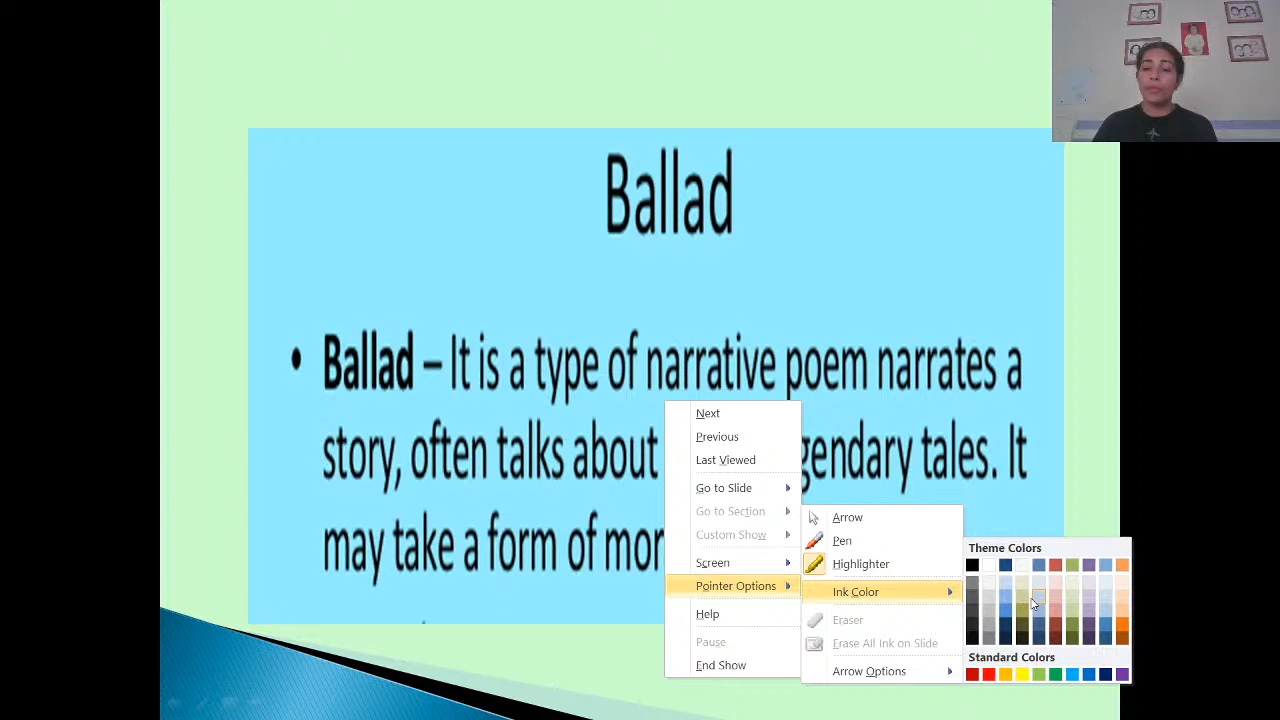 Ballad
• Ballad – It is a type of narrative poem narrates a
story, often talks about gendary tales. It
may take a form of mor
Next
Previous
Last Viewed
Go to Slide
Go to Section
Custom Show
Screen
Pointer Options
Help
Pause
End Show
Arrow
Pen
Highlighter
Ink Color
Eraser
Erase All Ink on Slide
Arrow Options
Theme Colors
Standard Colors